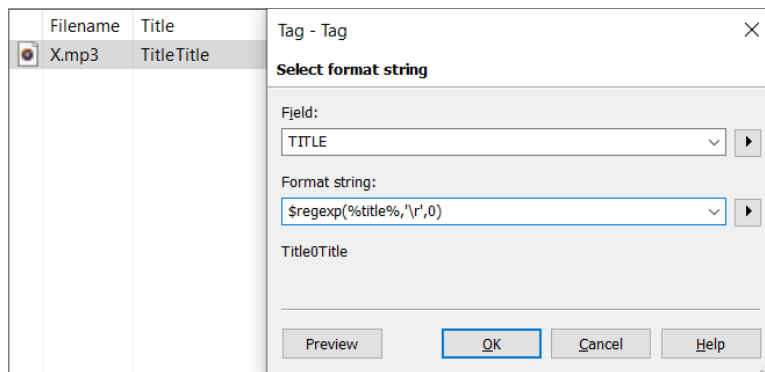 Filename Title
X.mp3 TitleTitle
Tag - Tag
Select format string
Field:
TITLE
Format string:
$regexp(%title%,'\r',0)
Title0Title
Preview OK Cancel Help